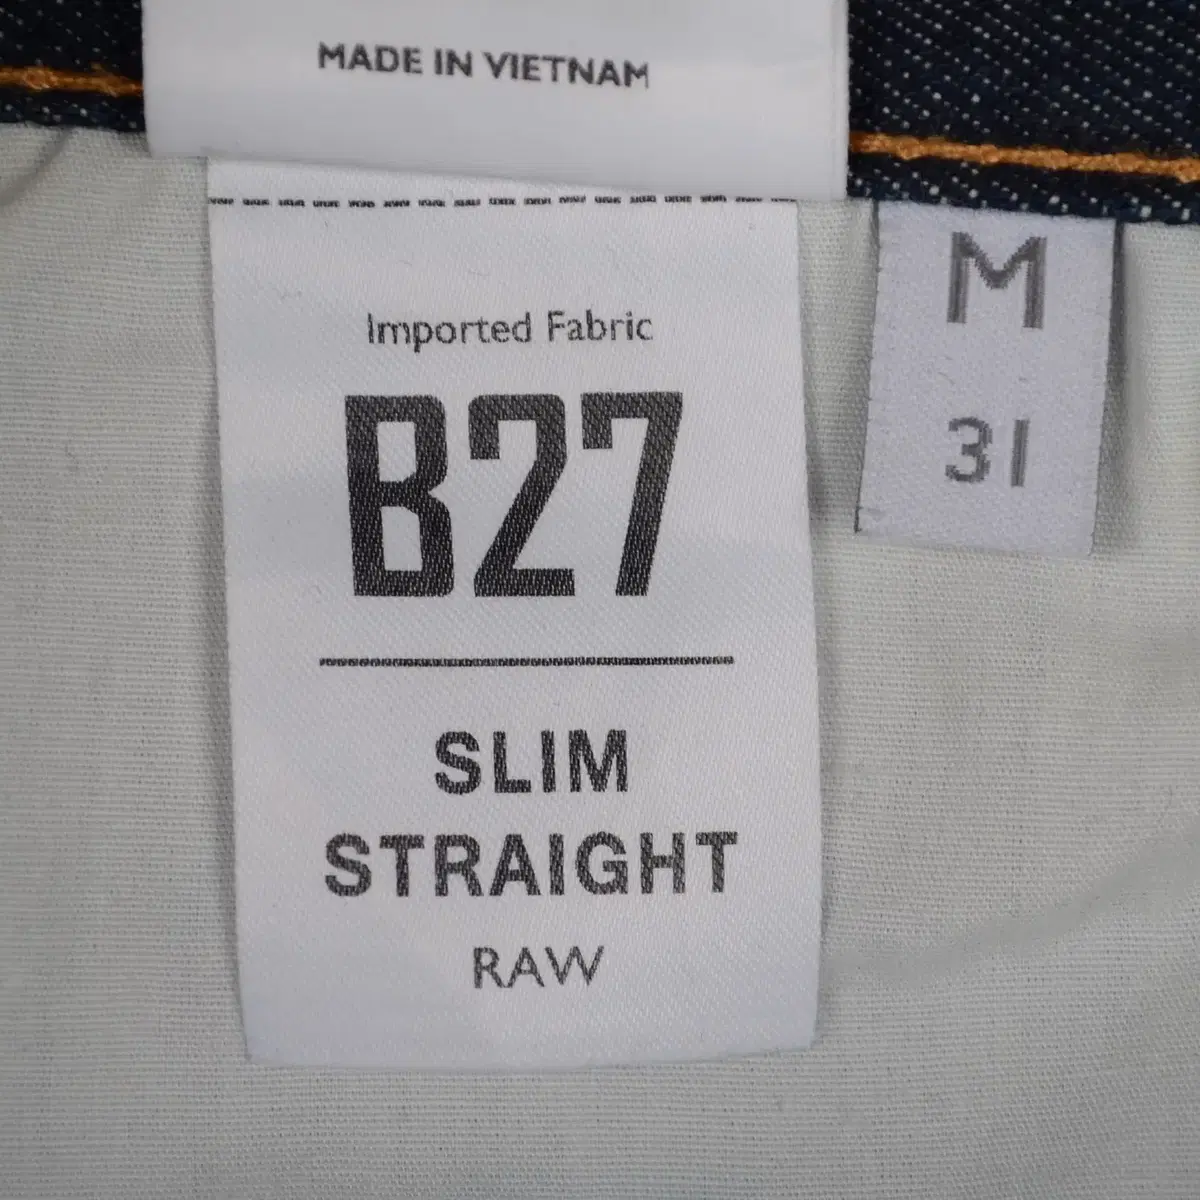 MADE IN VIETNAM
Imported Fabric
B27
SLIM
STRAIGHT
RAW
M
31